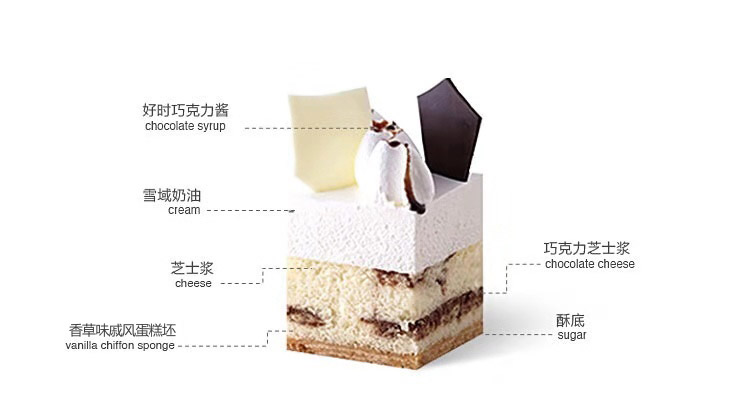 好时巧克力酱
chocolate syrup
雪域奶油
cream
芝士浆
cheese
巧克力芝士浆
chocolate cheese
香草味戚风蛋糕坯
vanilla chiffon sponge
酥底
sugar